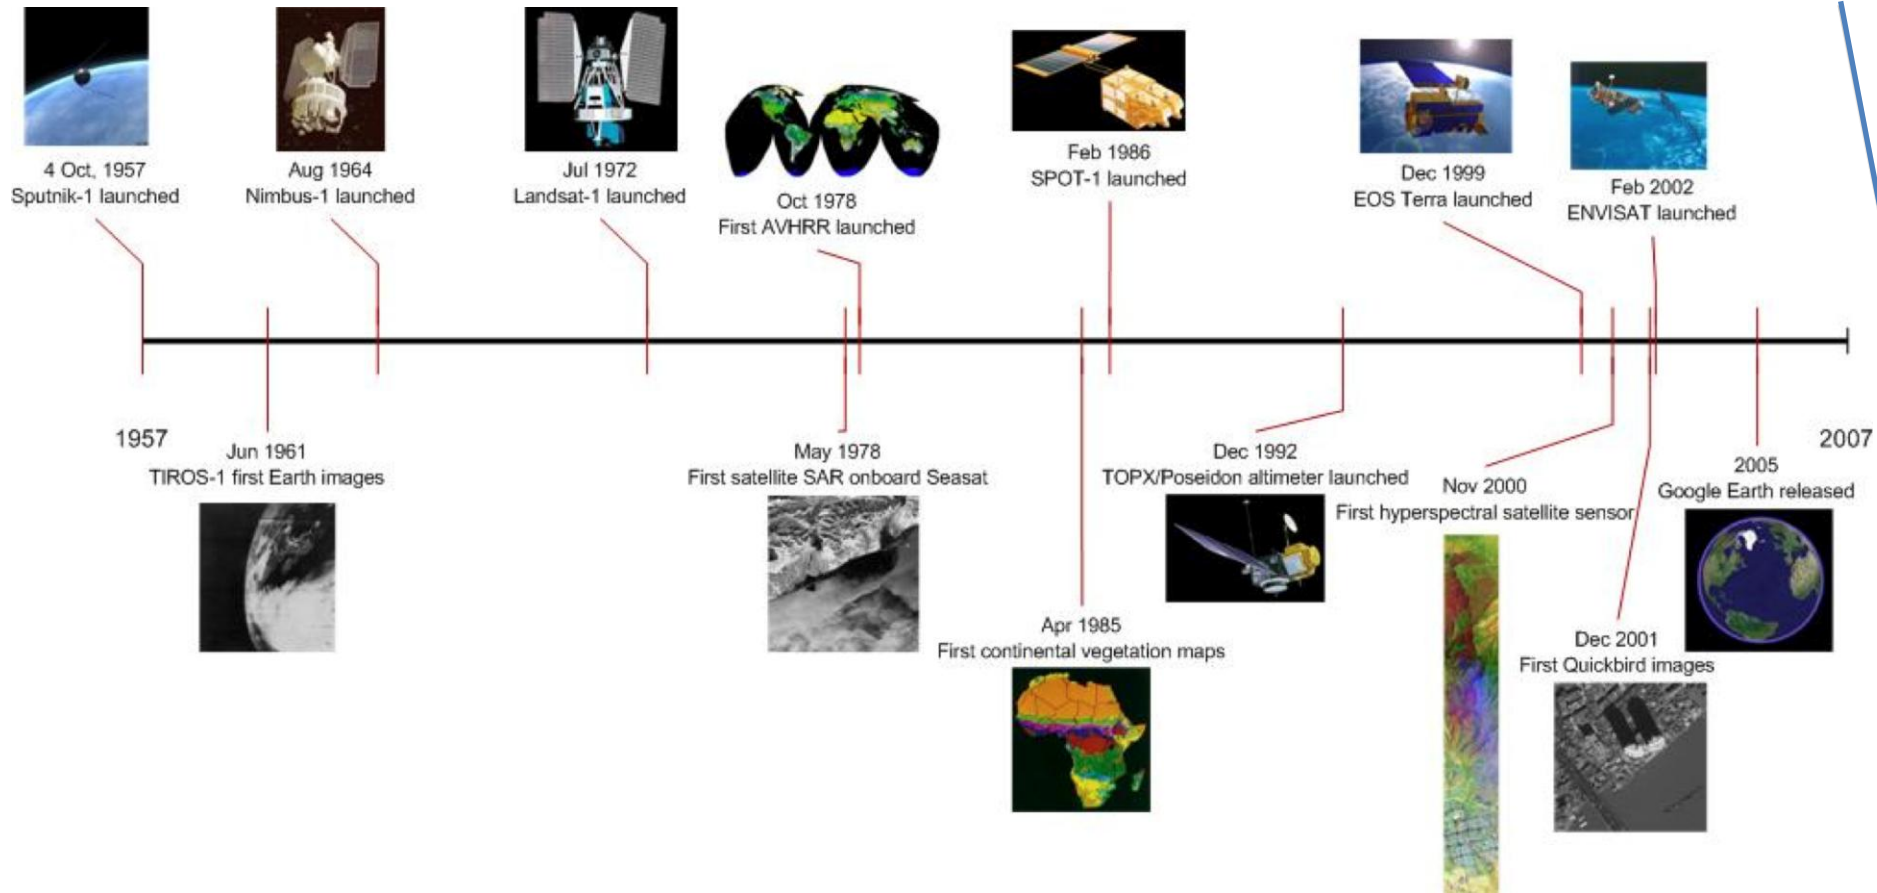 4 Oct, 1957
Sputnik-1 launched
Aug 1964
Nimbus-1 launched
Jul 1972
Landsat-1 launched
Oct 1978
First AVHRR launched
Feb 1986
SPOT-1 launched
Dec 1999
EOS Terra launched
Feb 2002
ENVISAT launched
1957
2007
Jun 1961
TIROS-1 first Earth images
May 1978
First satellite SAR onboard Seasat
Apr 1985
First continental vegetation maps
Dec 1992
TOPX/Poseidon altimeter launched
Nov 2000
First hyperspectral satellite sensor
Dec 2001
First Quickbird images
2005
Google Earth released